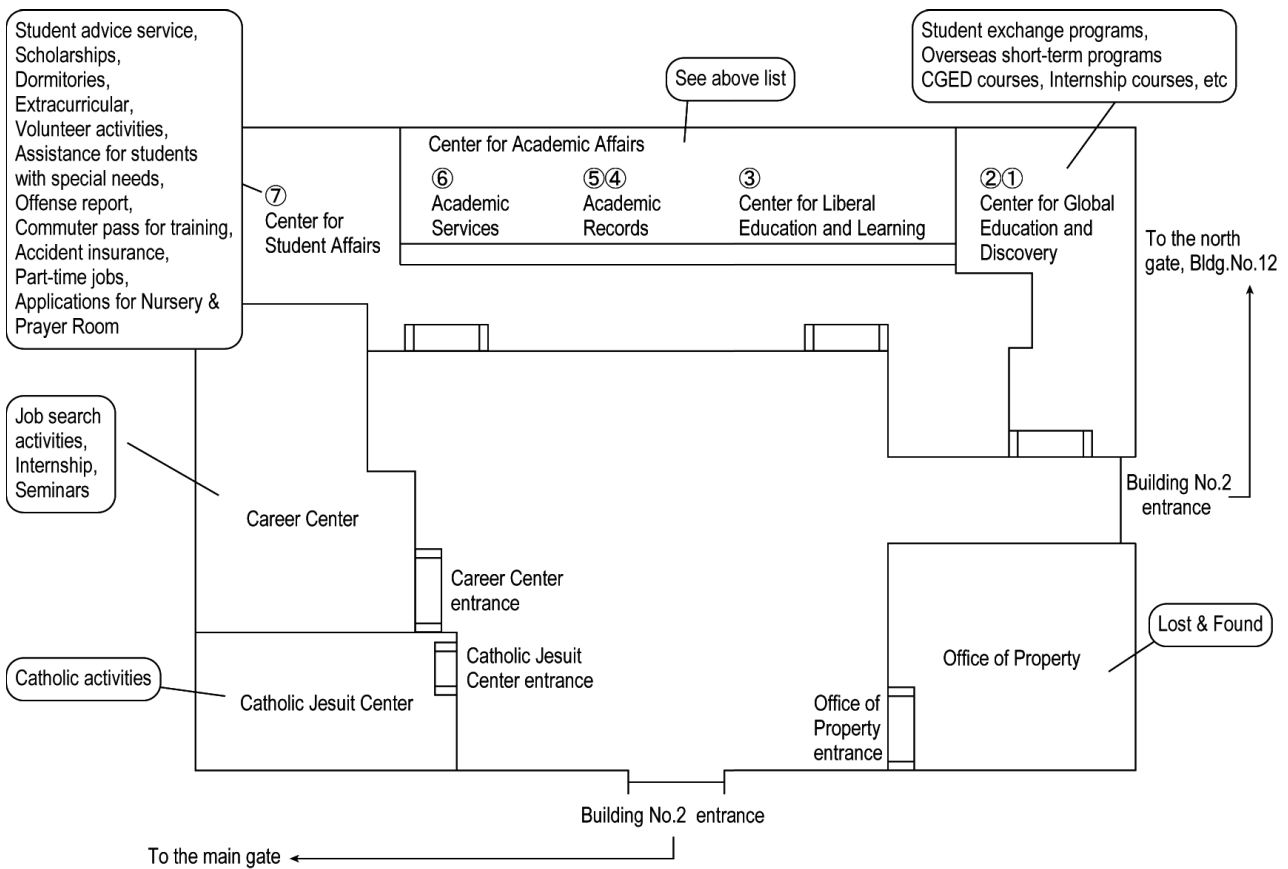 Student advice service,
Scholarships,
Dormitories,
Extracurricular,
Volunteer activities,
Assistance for students
with special needs,
Offense report,
Commuter pass for training,
Accident insurance,
Part-time jobs,
Applications for Nursery &
Prayer Room
See above list
Student exchange programs,
Overseas short-term programs
CGED courses, Internship courses, etc
Center for Academic Affairs
⑦
Center for
Student Affairs
⑥
Academic
Services
⑤④
Academic
Records
③
Center for Liberal
Education and Learning
②①
Center for Global
Education and
Discovery
To the north
gate, Bldg.No.12
Job search
activities,
Internship,
Seminars
Career Center
Building No.2
entrance
Career Center
entrance
Lost & Found
Catholic activities
Catholic Jesuit Center
Catholic Jesuit
Center entrance
Office of Property
Office of
Property
entrance
Building No.2 entrance
To the main gate